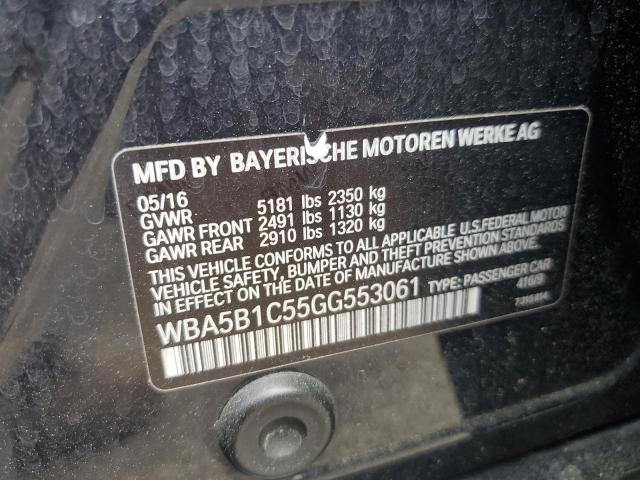 MFD BY BAYERISCHE MOTOREN WERKE AG
05/16
GVWR 5181 lbs 2350 kg
GAWR FRONT 2491 lbs 1130 kg
GAWR REAR 2910 lbs 1320 kg
THIS VEHICLE CONFORMS TO ALL APPLICABLE U.S.FEDERAL MOTOR
VEHICLE SAFETY, BUMPER AND THEFT PREVENTION STANDARDS
IN EFFECT ON THE DATE OF MANUFACTURE SHOWN ABOVE.
WBA5B1C55GG553061 TYPE: PASSENGER CAR
416/9